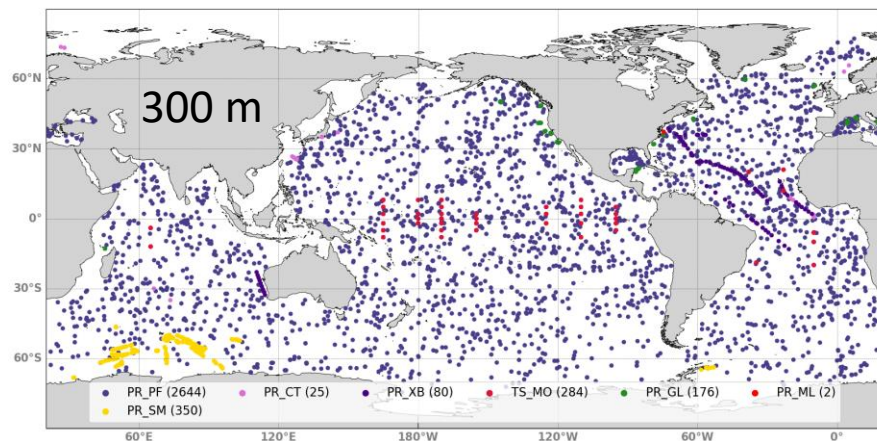 300 m
60°N
30°N
0°
30°S
60°S
PR_PF (2644) PR_CT (25) PR_XB (80) TS_MO (284) PR_GL (176) PR_ML (2)
PR_SM (350)
60°E 120°E 180°W 120°W 60°W 0°